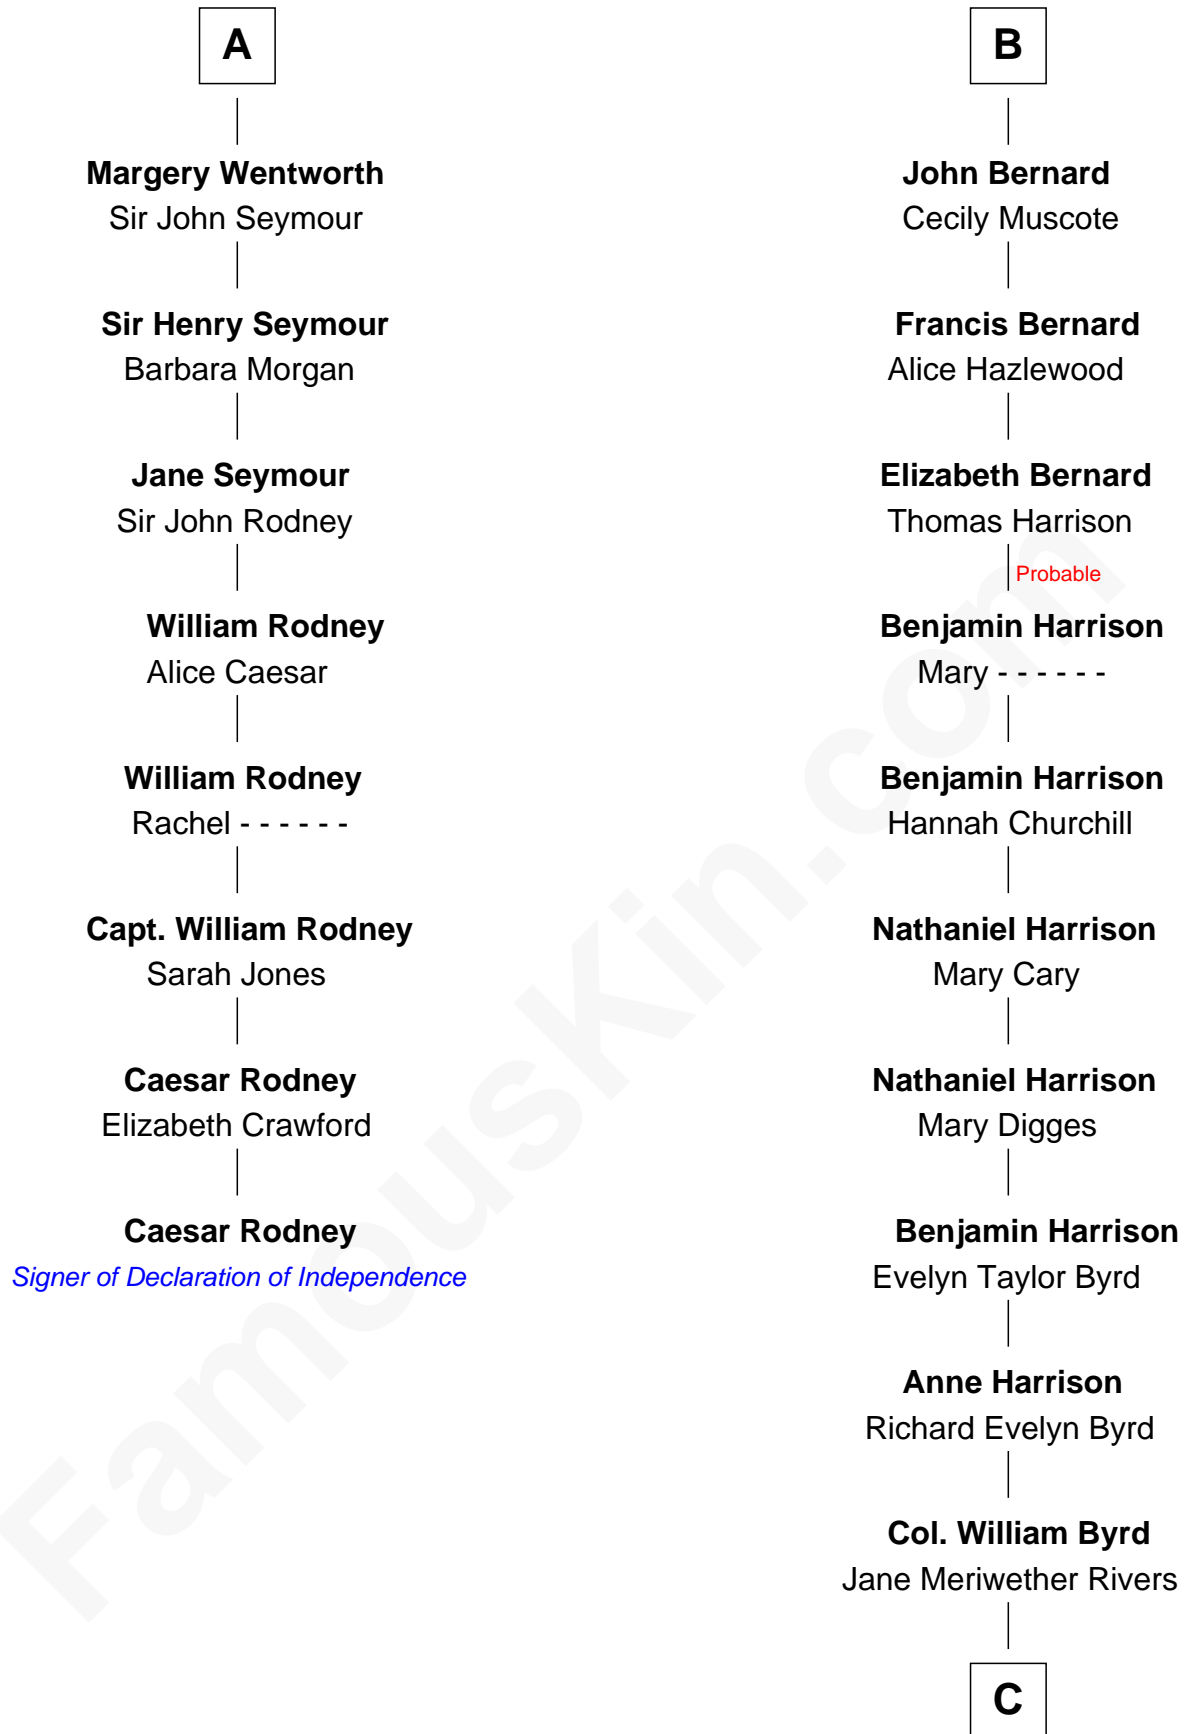 A
Margery Wentworth
Sir John Seymour
Sir Henry Seymour
Barbara Morgan
Jane Seymour
Sir John Rodney
William Rodney
Alice Caesar
William Rodney
Rachel - - - - - -
Capt. William Rodney
Sarah Jones
Caesar Rodney
Elizabeth Crawford
Caesar Rodney
Signer of Declaration of Independence
B
John Bernard
Cecily Muscote
Francis Bernard
Alice Hazlewood
Elizabeth Bernard
Thomas Harrison
Probable
Benjamin Harrison
Mary - - - - - -
Benjamin Harrison
Hannah Churchill
Nathaniel Harrison
Mary Cary
Nathaniel Harrison
Mary Digges
Benjamin Harrison
Evelyn Taylor Byrd
Anne Harrison
Richard Evelyn Byrd
Col. William Byrd
Jane Meriwether Rivers
C
FamousKin.com